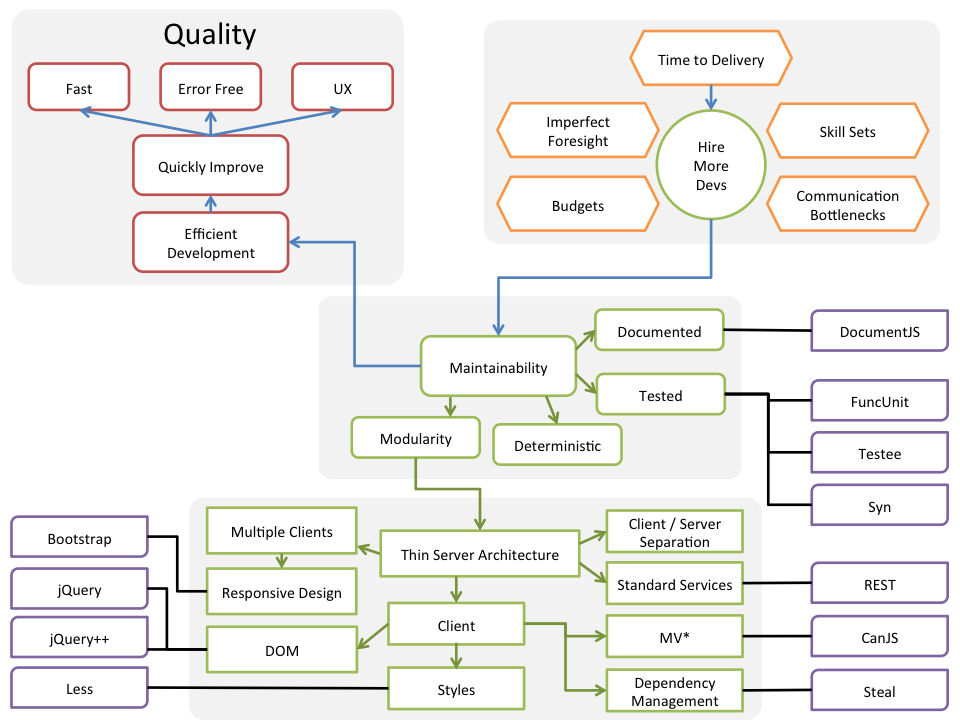 Quality
Fast
Error Free
UX
Quickly Improve
Efficient
Development
Time to Delivery
Imperfect
Foresight
Hire
More
Devs
Skill Sets
Budgets
Communication
Bottlenecks
Maintainability
Documented
DocumentJS
Tested
FuncUnit
Testee
Syn
Modularity
Deterministic
Bootstrap
jQuery
jQuery++
Less
Multiple Clients
Responsive Design
DOM
Thin Server Architecture
Client
Styles
Client / Server
Separation
Standard Services
MV*
Dependency
Management
REST
CanJS
Steal